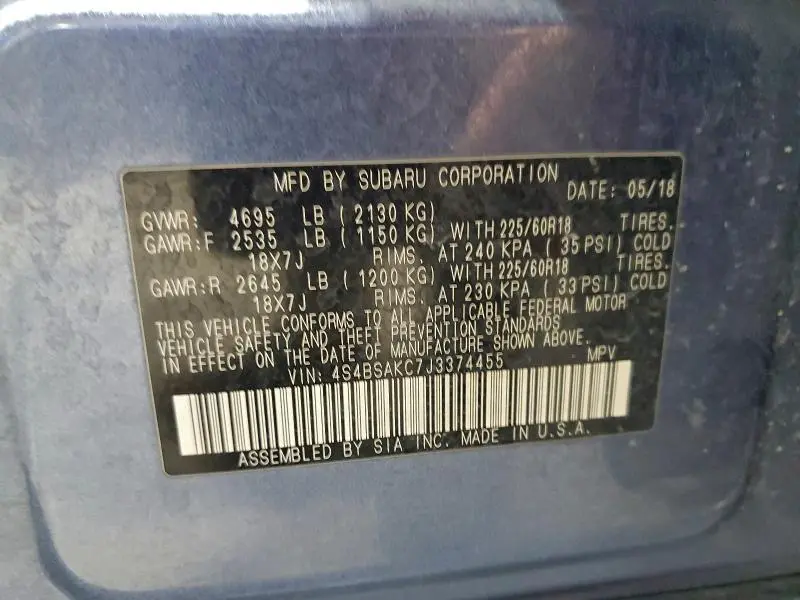 MFD BY SUBARU CORPORATION DATE: 05/18
GVWR: 4695 LB ( 2130 KG)
GAWR:F 2535 LB ( 1150 KG) WITH 225/60R18 TIRES.
18X7J RIMS. AT 240 KPA ( 35 PSI) COLD
GAWR:R 2645 LB ( 1200 KG) WITH 225/60R18 TIRES.
18X7J RIMS. AT 230 KPA ( 33 PSI) COLD
THIS VEHICLE CONFORMS TO ALL APPLICABLE FEDERAL MOTOR
VEHICLE SAFETY AND THEFT PREVENTION STANDARDS
IN EFFECT ON THE DATE OF MANUFACTURE SHOWN ABOVE.
VIN: 4S4BSAKC7J3374455 MPV
ASSEMBLED BY SIA INC. MADE IN U.S.A.